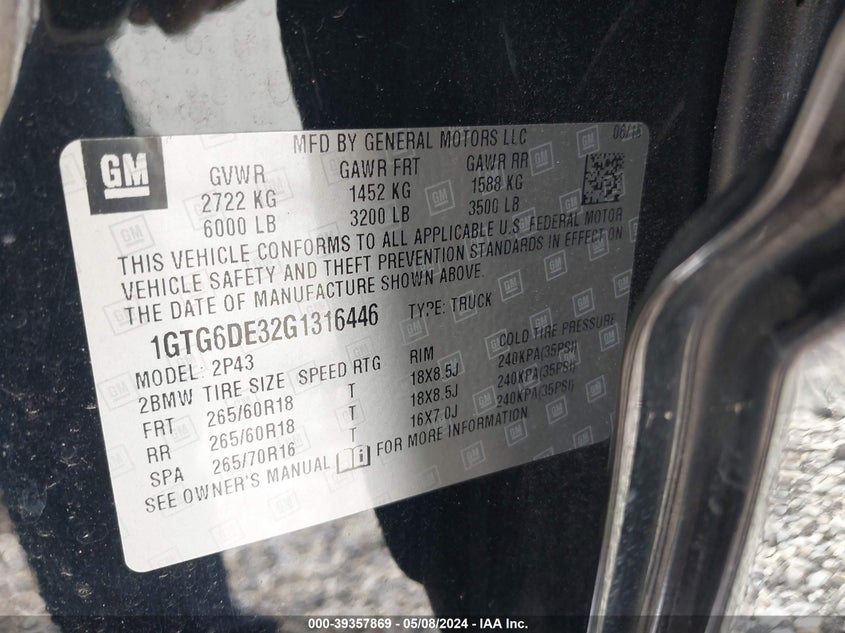 MFD BY GENERAL MOTORS LLC 06/16
GM
GVWR GAWR FRT GAWR RR
2722 KG 1452 KG 1588 KG
6000 LB 3200 LB 3500 LB
THIS VEHICLE CONFORMS TO ALL APPLICABLE U.S. FEDERAL MOTOR
VEHICLE SAFETY AND THEFT PREVENTION STANDARDS IN EFFECT ON
THE DATE OF MANUFACTURE SHOWN ABOVE.
1GTG6DE32G1316446 TYPE: TRUCK
MODEL: 2P43
2BMW TIRE SIZE SPEED RTG RIM COLD TIRE PRESSURE
FRT 265/60R18 T 18X8.5J 240KPA(35PSI)
RR 265/60R18 T 18X8.5J 240KPA(35PSI)
SPA 265/70R16 T 16X7.0J 240KPA(35PSI)
SEE OWNER'S MANUAL FOR MORE INFORMATION
000-39357869 - 05/08/2024 - IAA Inc.